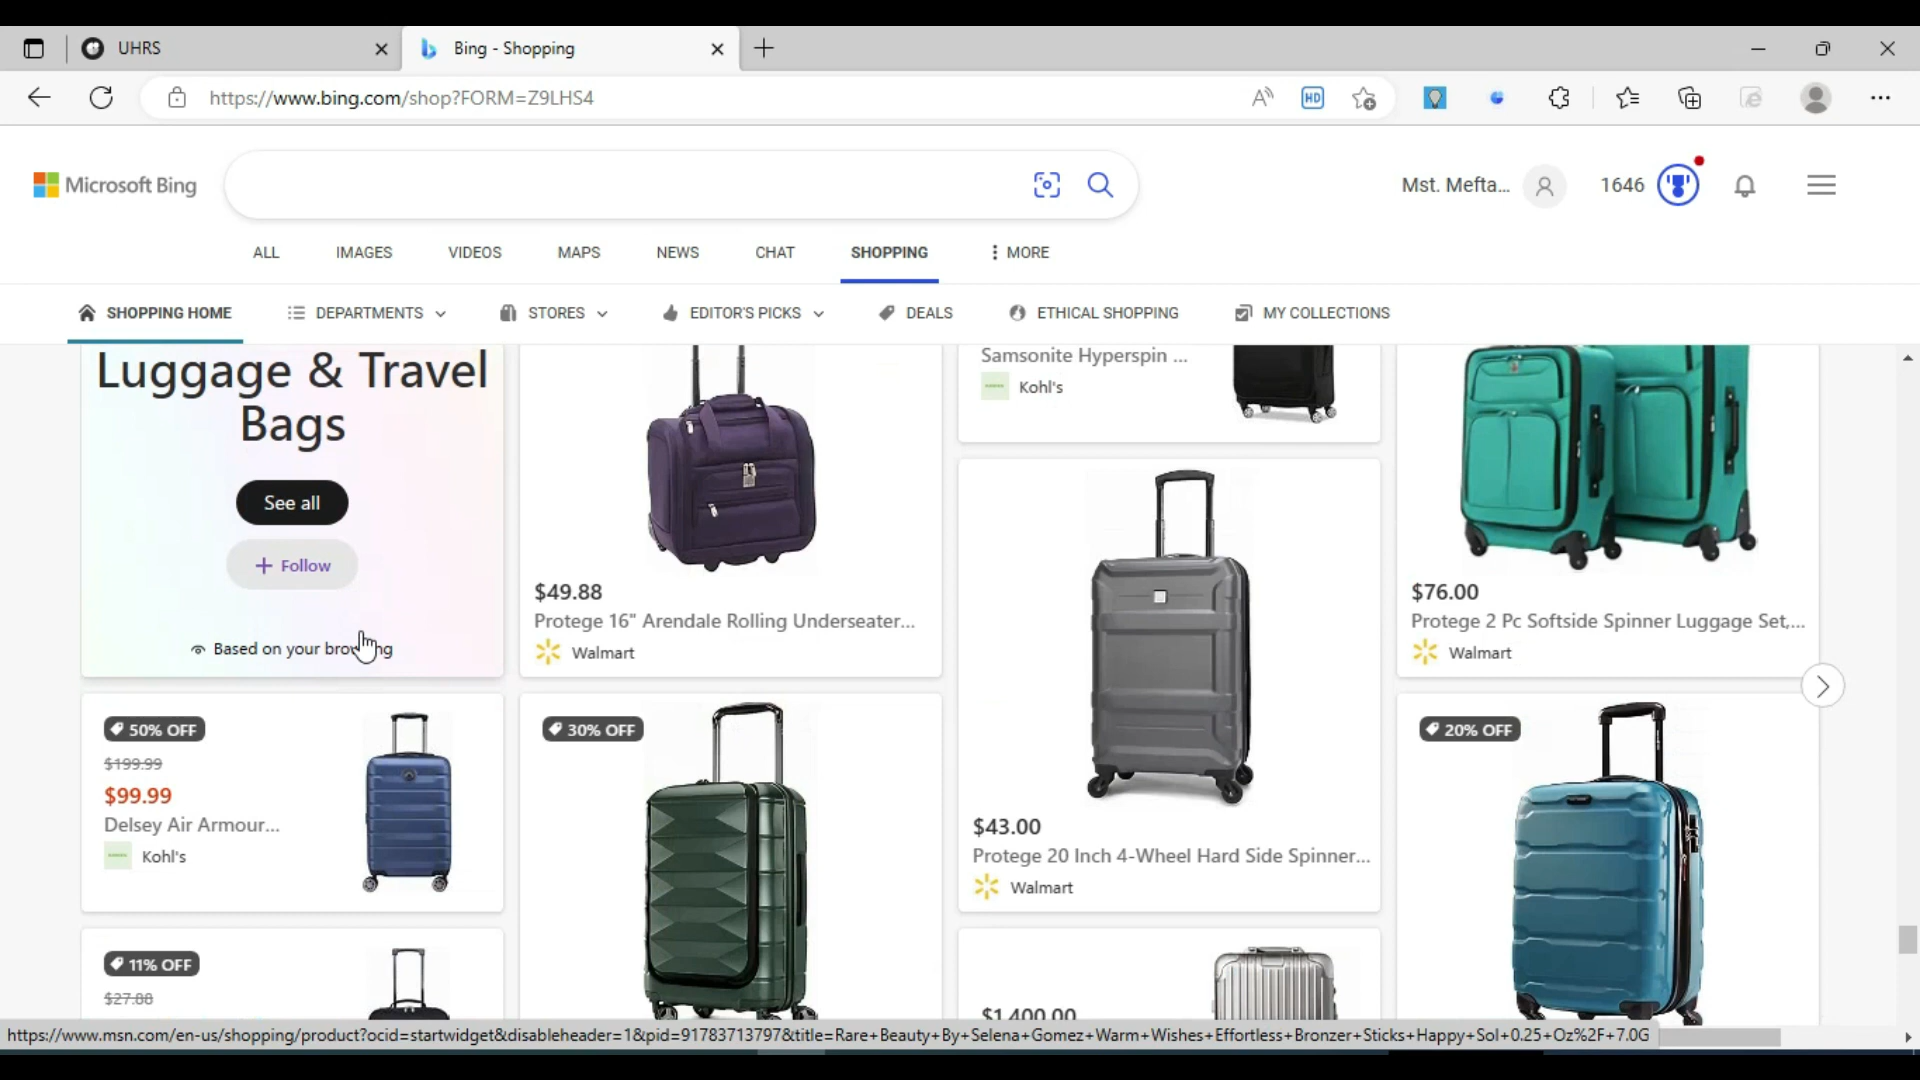 UHRS
Bing - Shopping
https://www.bing.com/shop?FORM=Z9LHS4
HD
Microsoft Bing
Mst. Mefta...
1646
ALL
IMAGES
VIDEOS
MAPS
NEWS
CHAT
SHOPPING
MORE
SHOPPING HOME
DEPARTMENTS
STORES
EDITOR'S PICKS
DEALS
ETHICAL SHOPPING
MY COLLECTIONS
Luggage & Travel
Bags
See all
+ Follow
Based on your
$49.88
Protege 16" Arendale Rolling Underseater...
Walmart
Samsonite Hyperspin ...
Kohl's
$76.00
Protege 2 Pc Softside Spinner Luggage Set,...
Walmart
50% OFF
$199.99
$99.99
Delsey Air Armour...
Kohl's
30% OFF
$43.00
Protege 20 Inch 4-Wheel Hard Side Spinner...
Walmart
20% OFF
11% OFF
$27.88
$1,400.00
https://www.msn.com/en-us/shopping/product?ocid=startwidget&disableheader=1&pid=91783713797&title=Rare+Beauty+By+Selena+Gomez+Warm+Wishes+Effortless+Bronzer+Sticks+Happy+Sol+0.25+Oz%2F+7.0G